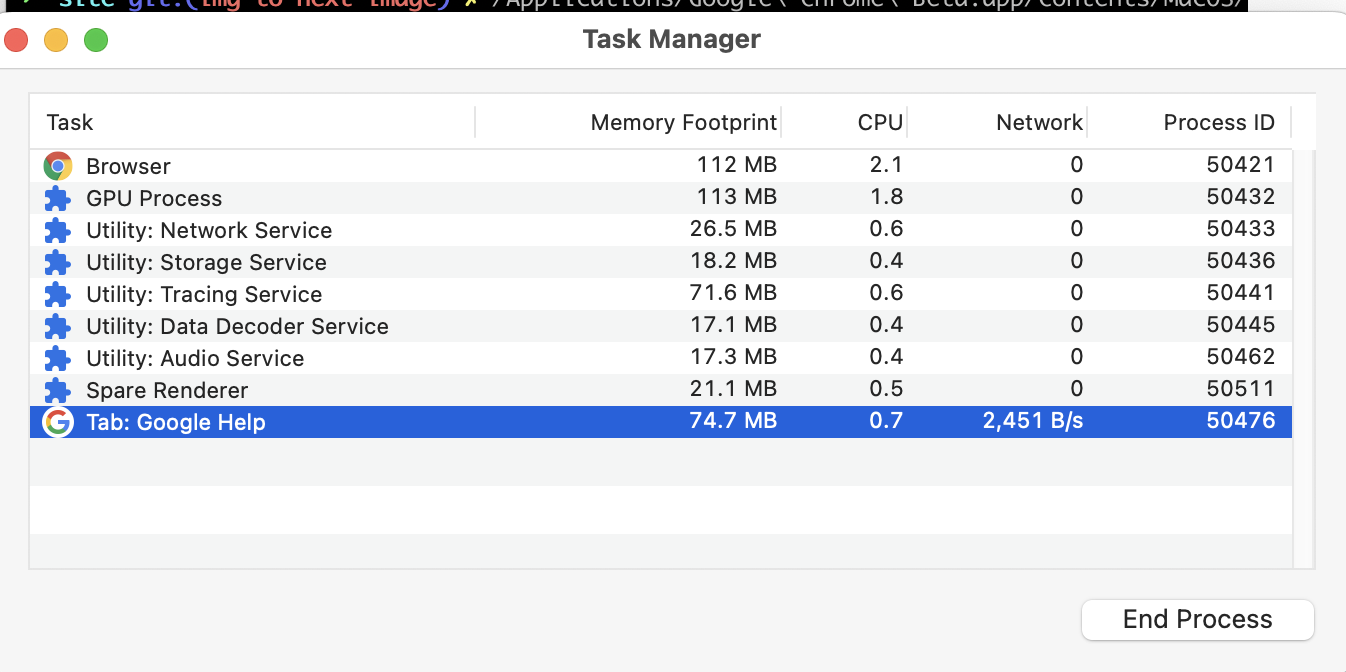 site git:(img-to-next-image) ✗ /Applications/Google\ Chrome\ Beta.app/Contents/MacOS/
Task Manager
Task Memory Footprint CPU Network Process ID
Browser 112 MB 2.1 0 50421
GPU Process 113 MB 1.8 0 50432
Utility: Network Service 26.5 MB 0.6 0 50433
Utility: Storage Service 18.2 MB 0.4 0 50436
Utility: Tracing Service 71.6 MB 0.6 0 50441
Utility: Data Decoder Service 17.1 MB 0.4 0 50445
Utility: Audio Service 17.3 MB 0.4 0 50462
Spare Renderer 21.1 MB 0.5 0 50511
Tab: Google Help 74.7 MB 0.7 2,451 B/s 50476
End Process